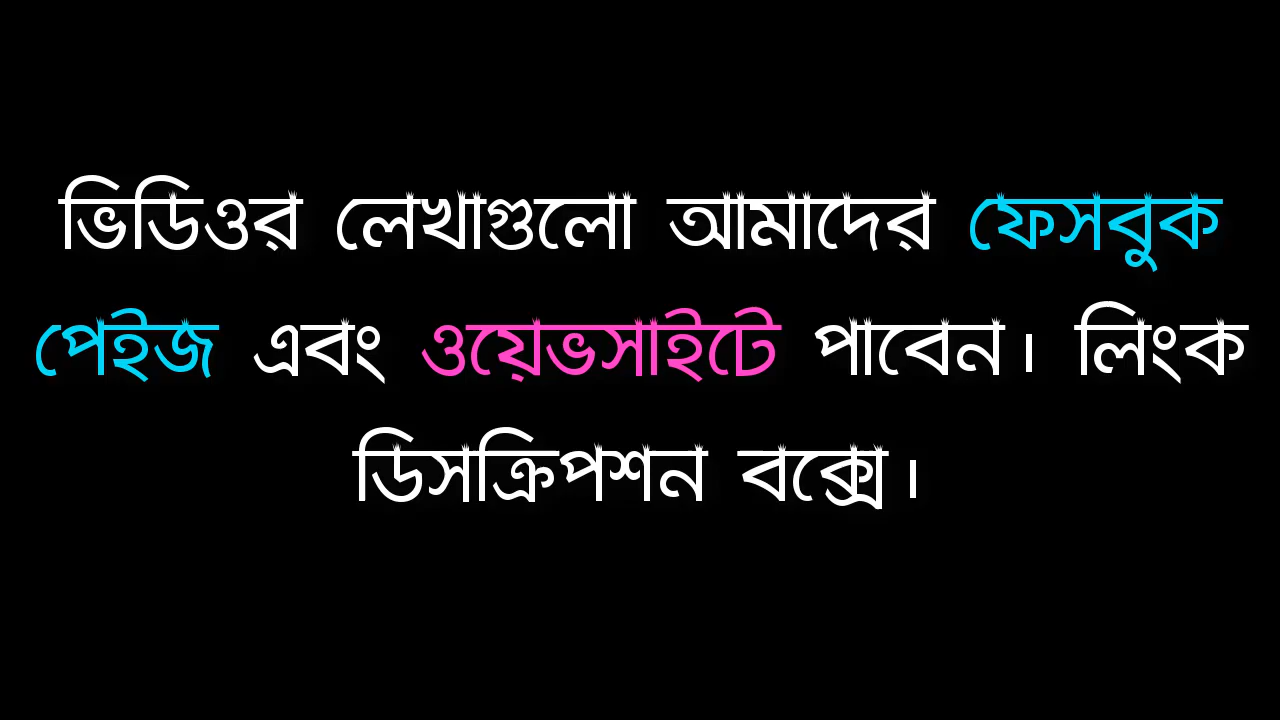 ভিডিওর লেখাগুলো আমাদের ফেসবুক
পেইজ এবং ওয়েভসাইটে পাবেন। লিংক
ডিসক্রিপশন বক্সে।